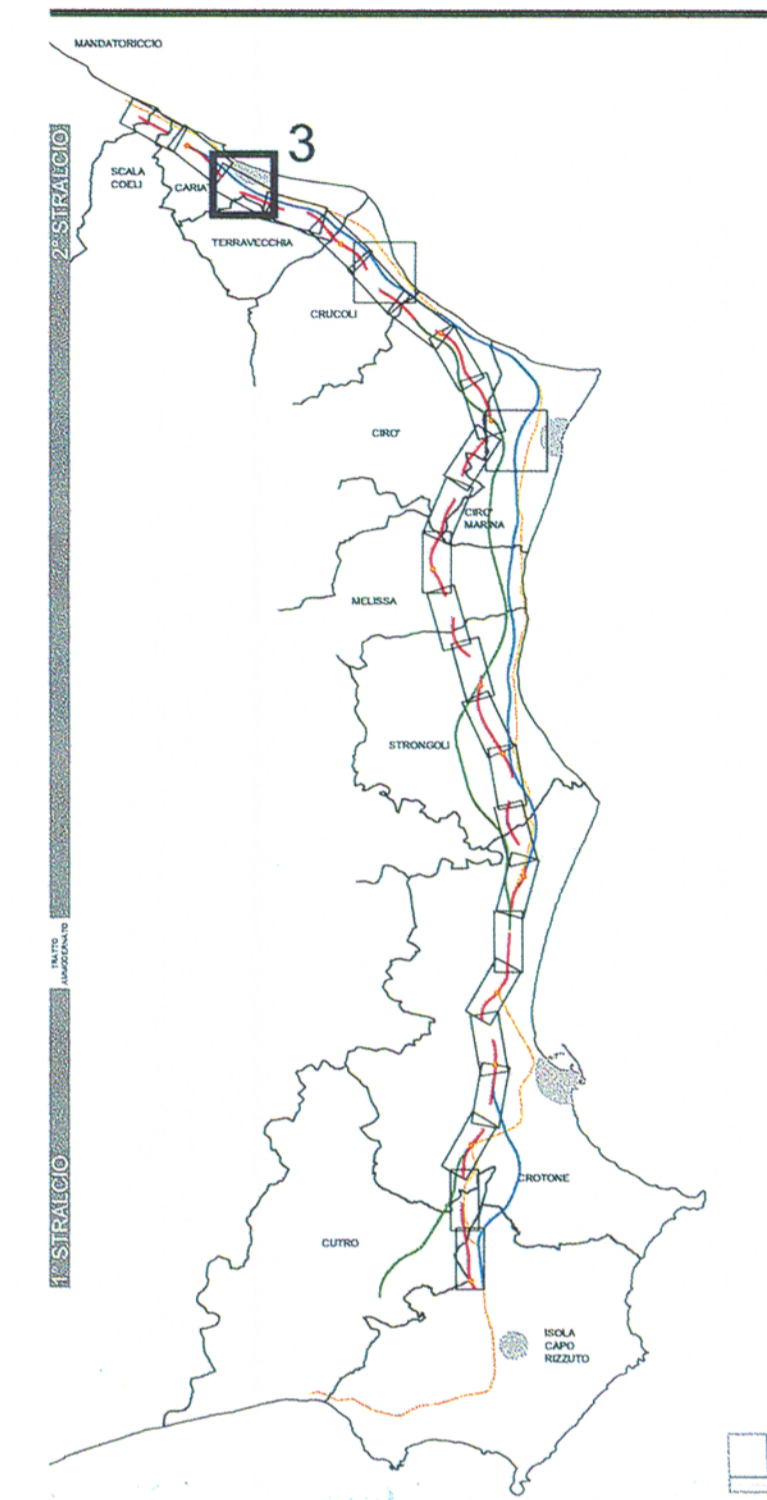 MANDATORICCIO
3
2° STRALCIO
SCALA
COELI
CARIA
TERRAVECCHIA
CRUCOLI
CIRO'
CIRO'
MARINA
MELISSA
STRONGOLI
TRATTO
AMMODERNATO
1° STRALCIO
CROTONE
CUTRO
ISOLA
CAPO
RIZZUTO